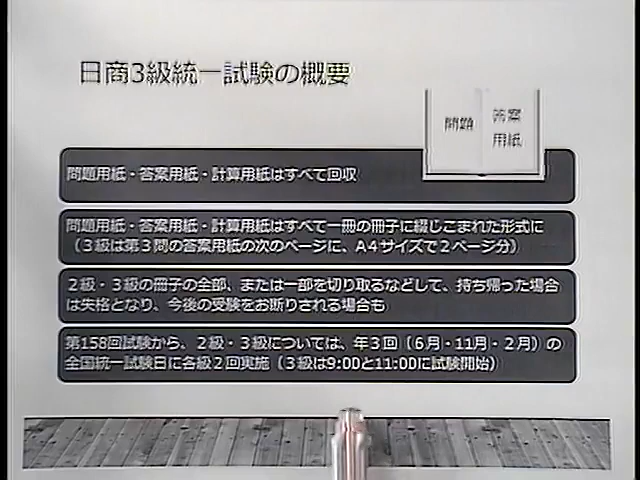 日商3級統一試験の概要
問題
答案
用紙
問題用紙・答案用紙・計算用紙はすべて回収
問題用紙・答案用紙・計算用紙はすべて一冊の冊子に綴じこまれた形式に
（３級は第３問の答案用紙の次のページに、A４サイズで２ページ分）
２級・３級の冊子の全部、または一部を切り取るなどして、持ち帰った場合
は失格となり、今後の受験をお断りされる場合も
第158回試験から、２級・３級については、年３回（６月・11月・２月）の
全国統一試験日に各級２回実施（３級は9:00と11:00に試験開始）